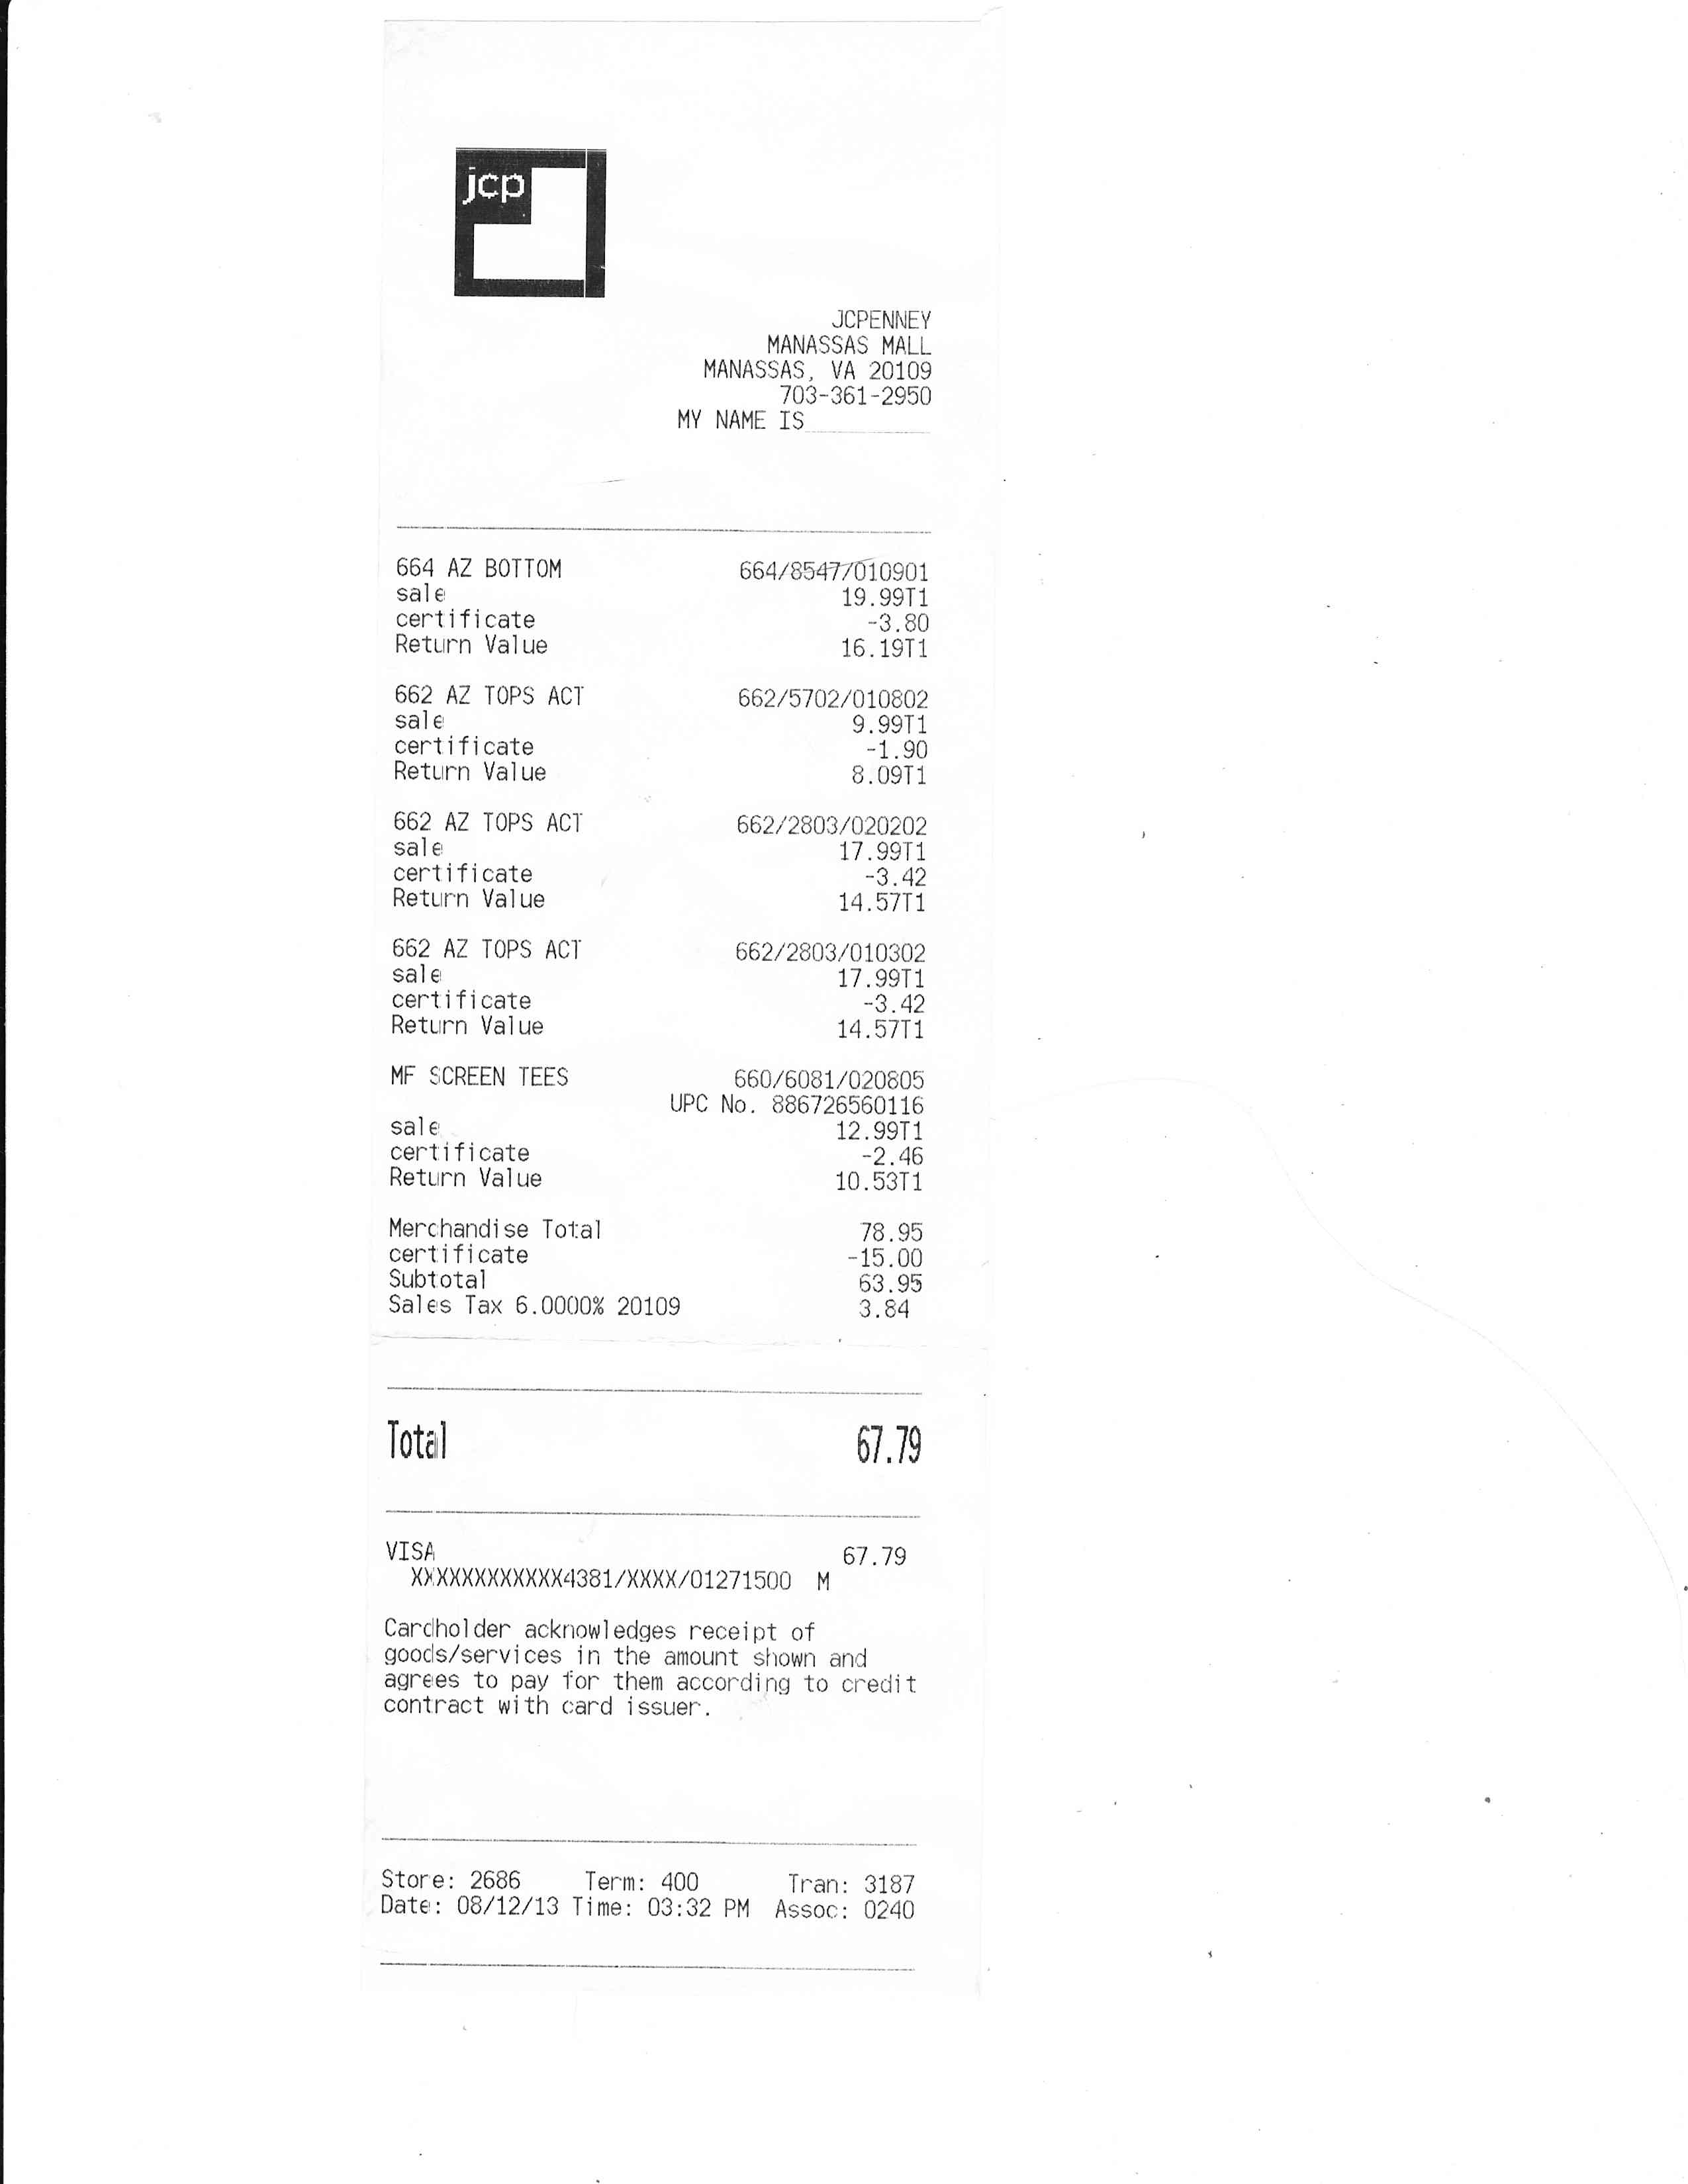 jcp
JCPENNEY
MANASSAS MALL
MANASSAS, VA 20109
703-361-2950
MY NAME IS
664 AZ BOTTOM 664/8547/010901
sale 19.99T1
certificate -3.80
Return Value 16.19T1
662 AZ TOPS ACT 662/5702/010802
sale 9.99T1
certificate -1.90
Return Value 8.09T1
662 AZ TOPS ACT 662/2803/020202
sale 17.99T1
certificate -3.42
Return Value 14.57T1
662 AZ TOPS ACT 662/2803/010302
sale 17.99T1
certificate -3.42
Return Value 14.57T1
MF SCREEN TEES 660/6081/020805
UPC No. 886726560116
sale 12.99T1
certificate -2.46
Return Value 10.53T1
Merchandise Total 78.95
certificate -15.00
Subtotal 63.95
Sales Tax 6.0000% 20109 3.84
Total 67.79
VISA 67.79
XXXXXXXXXXXX4381/XXXX/01271500 M
Cardholder acknowledges receipt of
goods/services in the amount shown and
agrees to pay for them according to credit
contract with card issuer.
Store: 2686 Term: 400 Tran: 3187
Date: 08/12/13 Time: 03:32 PM Assoc: 0240